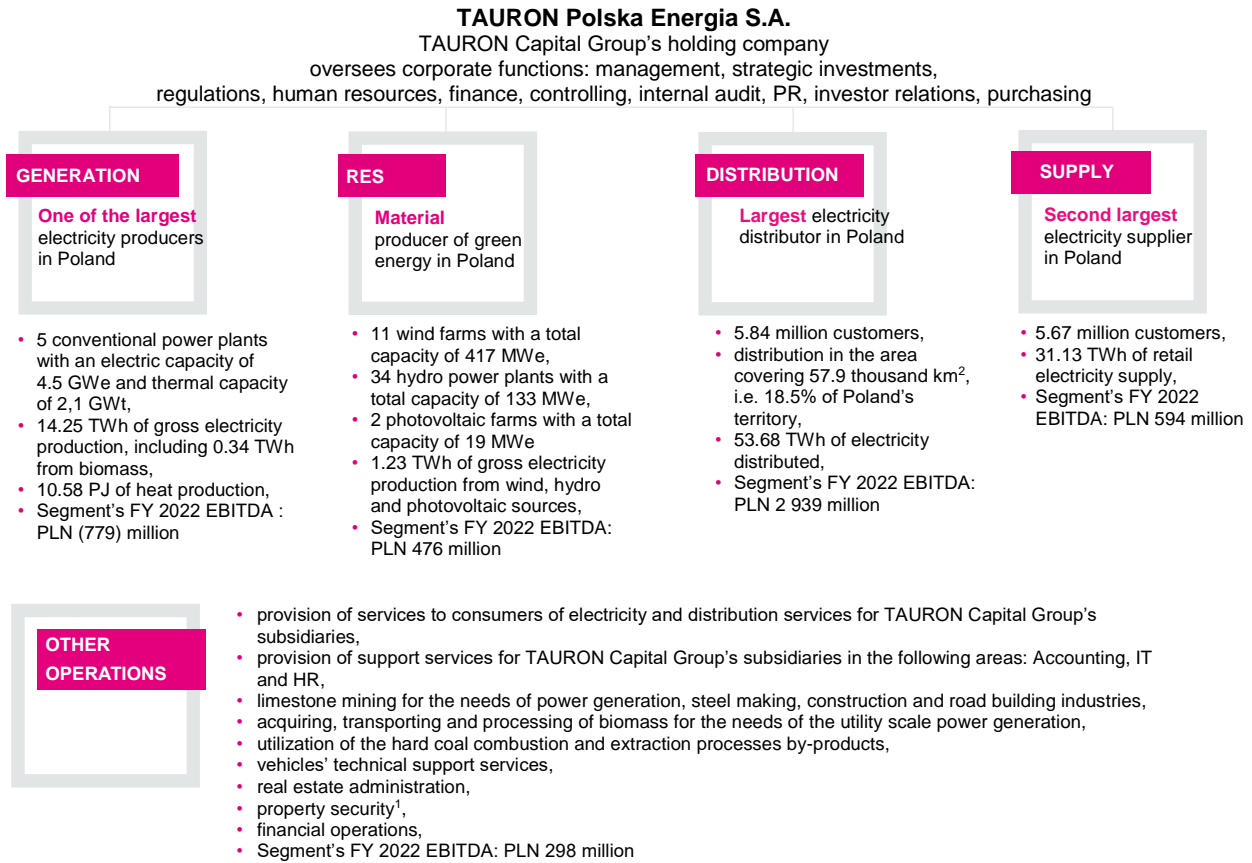 TAURON Polska Energia S.A.
TAURON Capital Group's holding company
oversees corporate functions: management, strategic investments,
regulations, human resources, finance, controlling, internal audit, PR, investor relations, purchasing
GENERATION
One of the largest
electricity producers
in Poland
• 5 conventional power plants
with an electric capacity of
4.5 GWe and thermal capacity
of 2,1 GWt,
• 14.25 TWh of gross electricity
production, including 0.34 TWh
from biomass,
• 10.58 PJ of heat production,
• Segment's FY 2022 EBITDA :
PLN (779) million
RES
Material
producer of green
energy in Poland
• 11 wind farms with a total
capacity of 417 MWe,
• 34 hydro power plants with a
total capacity of 133 MWe,
• 2 photovoltaic farms with a total
capacity of 19 MWe
• 1.23 TWh of gross electricity
production from wind, hydro
and photovoltaic sources,
• Segment's FY 2022 EBITDA:
PLN 476 million
DISTRIBUTION
Largest electricity
distributor in Poland
• 5.84 million customers,
• distribution in the area
covering 57.9 thousand km²,
i.e. 18.5% of Poland's
territory,
• 53.68 TWh of electricity
distributed,
• Segment's FY 2022 EBITDA:
PLN 2 939 million
SUPPLY
Second largest
electricity supplier
in Poland
• 5.67 million customers,
• 31.13 TWh of retail
electricity supply,
• Segment's FY 2022
EBITDA: PLN 594 million
OTHER
OPERATIONS
• provision of services to consumers of electricity and distribution services for TAURON Capital Group's
subsidiaries,
• provision of support services for TAURON Capital Group's subsidiaries in the following areas: Accounting, IT
and HR,
• limestone mining for the needs of power generation, steel making, construction and road building industries,
• acquiring, transporting and processing of biomass for the needs of the utility scale power generation,
• utilization of the hard coal combustion and extraction processes by-products,
• vehicles' technical support services,
• real estate administration,
• property security¹,
• financial operations,
• Segment's FY 2022 EBITDA: PLN 298 million